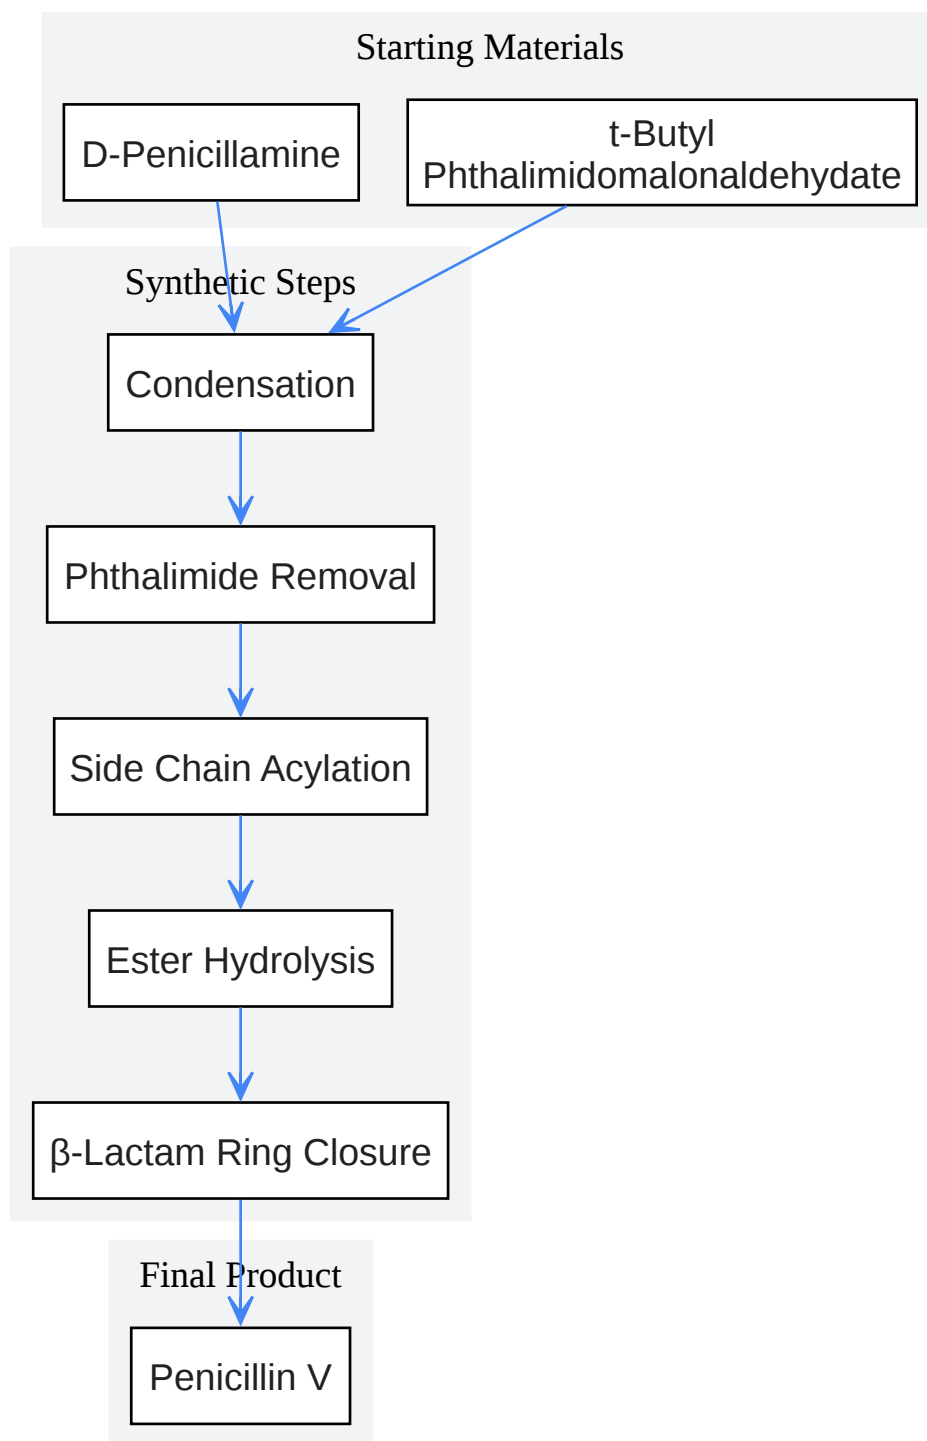 Starting Materials
D-Penicillamine
t-Butyl
Phthalimidomalonaldehydate
Synthetic Steps
Condensation
Phthalimide Removal
Side Chain Acylation
Ester Hydrolysis
β-Lactam Ring Closure
Final Product
Penicillin V